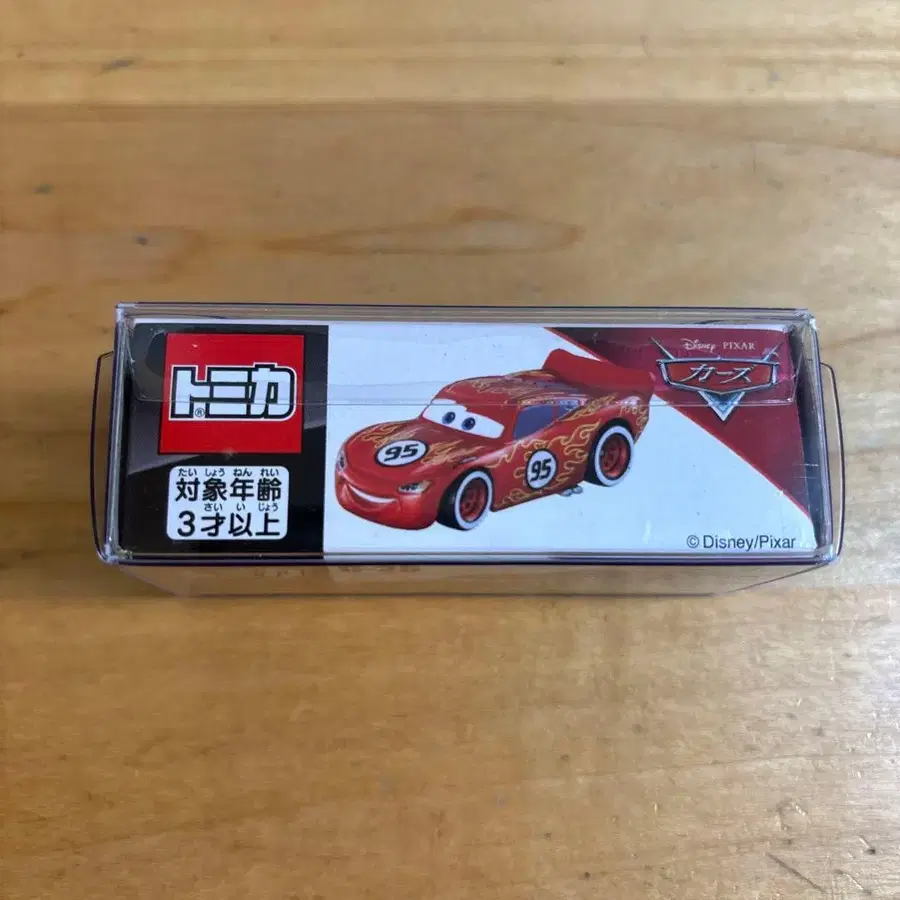 トミカ®
たいしょうねんれい
対象年齢
さいいじょう
3才以上
95
95
Disney PIXAR
カーズ
©Disney/Pixar